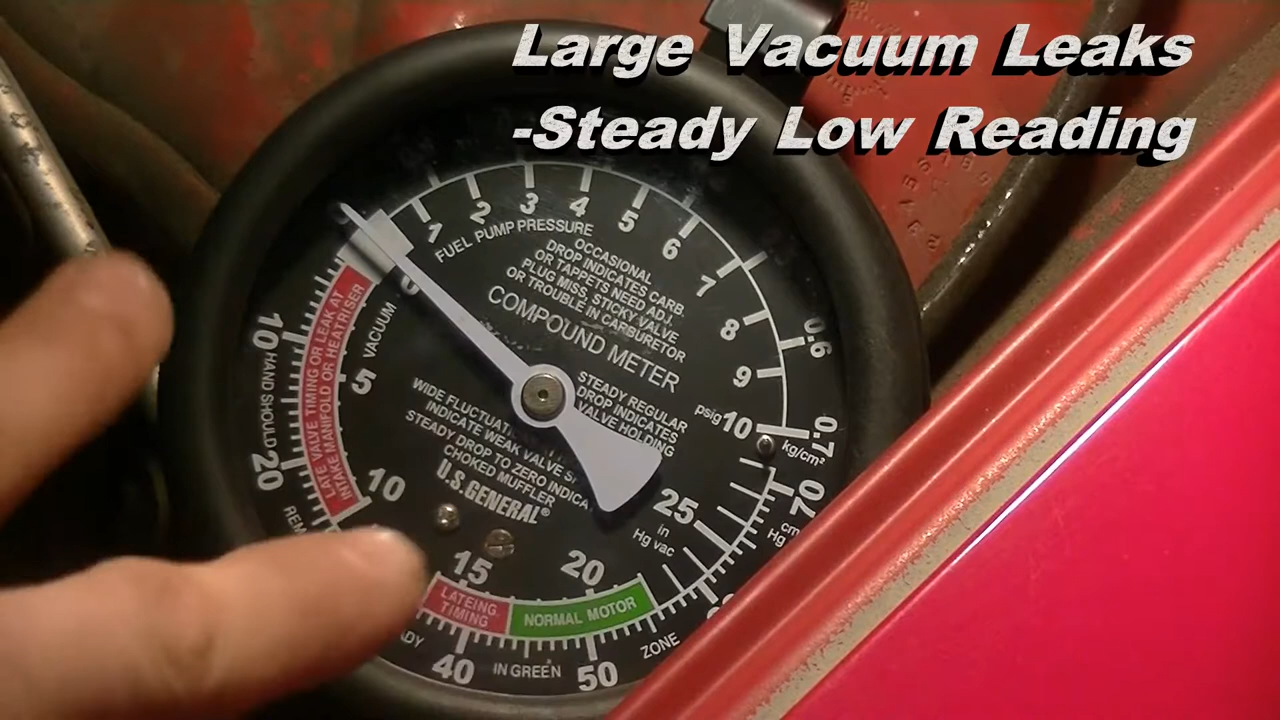 Large Vacuum Leaks
-Steady Low Reading
1 2 3 4 5 6 7 8 9 10
psig
0.6
0.7
kg/cm²
FUEL PUMP PRESSURE
OCCASIONAL
DROP INDICATES CARB.
OR TAPPETS NEED ADJ.
PLUG MISS, STICKY VALVE
OR TROUBLE IN CARBURETOR
COMPOUND METER
STEADY REGULAR
DROP INDICATES
VALVE HOLDING
0
VACUUM
5
10
15
20
25
in
Hg vac
LATE VALVE TIMING OR LEAK AT
INTAKE MANIFOLD OR HEATRISER
10
HAND SHOULD
20
WIDE
INDICATE WEAK VALVE
STEADY DROP TO ZERO
CHOKED MUFFLER
U.S.GENERAL®
LATEING
TIMING
NORMAL MOTOR
40
IN GREEN
50
ZONE
70
cm
Hg